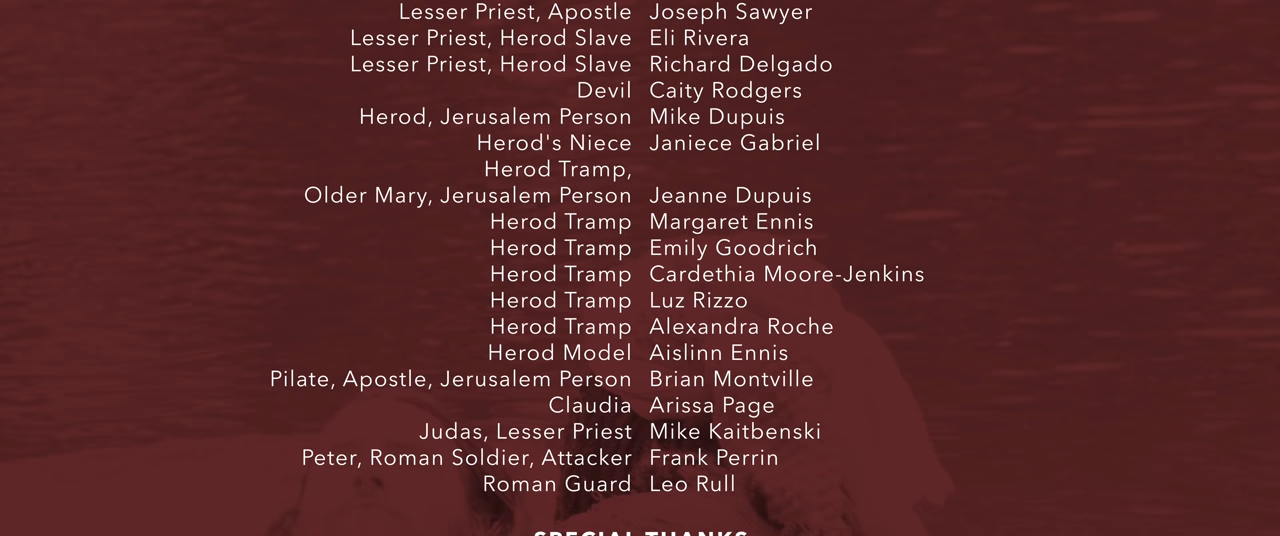 Lesser Priest, Apostle Joseph Sawyer
Lesser Priest, Herod Slave Eli Rivera
Lesser Priest, Herod Slave Richard Delgado
Devil Caity Rodgers
Herod, Jerusalem Person Mike Dupuis
Herod's Niece Janiece Gabriel
Herod Tramp,
Older Mary, Jerusalem Person Jeanne Dupuis
Herod Tramp Margaret Ennis
Herod Tramp Emily Goodrich
Herod Tramp Cardethia Moore-Jenkins
Herod Tramp Luz Rizzo
Herod Tramp Alexandra Roche
Herod Model Aislinn Ennis
Pilate, Apostle, Jerusalem Person Brian Montville
Claudia Arissa Page
Judas, Lesser Priest Mike Kaitbenski
Peter, Roman Soldier, Attacker Frank Perrin
Roman Guard Leo Rull
SPECIAL THANKS